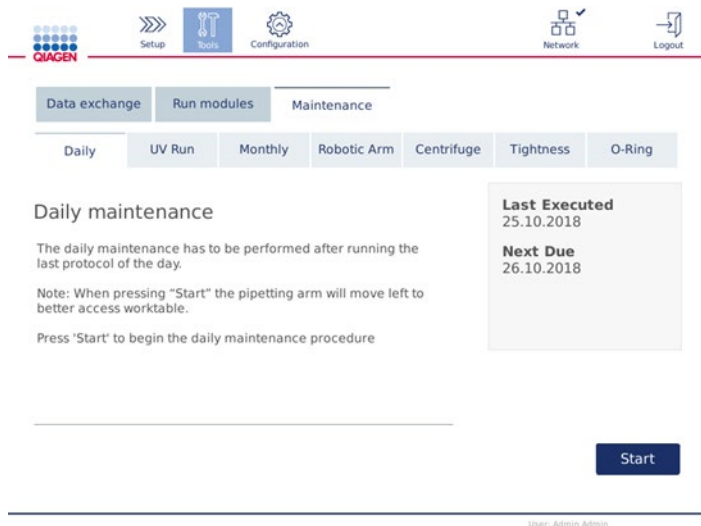 QIAGEN
Setup
Tools
Configuration
Network
Logout
Data exchange
Run modules
Maintenance
Daily
UV Run
Monthly
Robotic Arm
Centrifuge
Tightness
O-Ring
Daily maintenance
The daily maintenance has to be performed after running the
last protocol of the day.
Note: When pressing “Start” the pipetting arm will move left to
better access worktable.
Press 'Start' to begin the daily maintenance procedure
Last Executed
25.10.2018
Next Due
26.10.2018
Start
User: Admin Admin